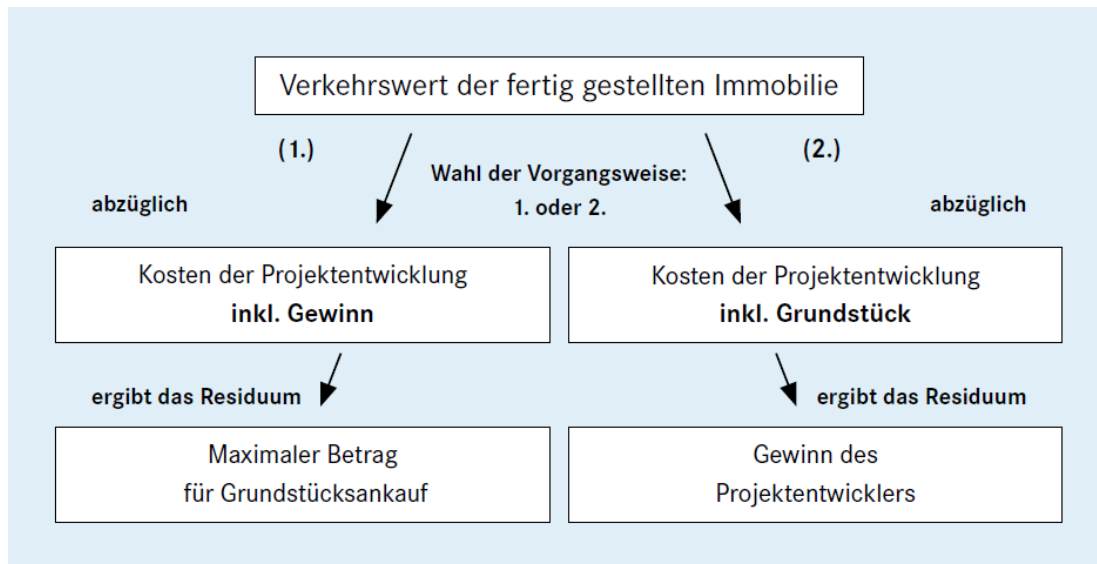 Verkehrswert der fertig gestellten Immobilie
(1.)
(2.)
Wahl der Vorgangsweise:
1. oder 2.
abzüglich
abzüglich
Kosten der Projektentwicklung
inkl. Gewinn
Kosten der Projektentwicklung
inkl. Grundstück
ergibt das Residuum
ergibt das Residuum
Maximaler Betrag
für Grundstücksankauf
Gewinn des
Projektentwicklers